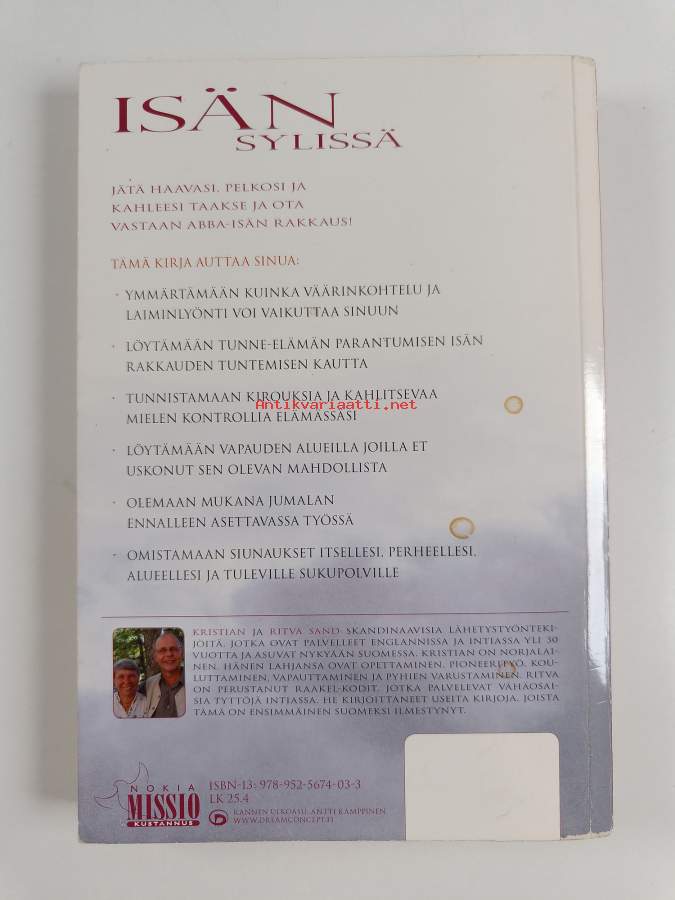 ISÄN
SYLISSÄ
JÄTÄ HAAVASI, PELKOSI JA
KAHLEESI TAAKSE JA OTA
VASTAAN ABBA-ISÄN RAKKAUS!
TÄMÄ KIRJA AUTTAA SINUA:
· YMMÄRTÄMÄÄN KUINKA VÄÄRINKOHTELU JA
LAIMINLYÖNTI VOI VAIKUTTAA SINUUN
· LÖYTÄMÄÄN TUNNE-ELÄMÄN PARANTUMISEN ISÄN
RAKKAUDEN TUNTEMISEN KAUTTA
· TUNNISTAMAAN KIROUKSIA JA KAHLITSEVAA
Antikvariaatti.net
MIELEN KONTROLLIA ELÄMÄSSÄSI
· LÖYTÄMÄÄN VAPAUDEN ALUEILLA JOILLA ET
USKONUT SEN OLEVAN MAHDOLLISTA
· OLEMAAN MUKANA JUMALAN
ENNALLEEN ASETTAVASSA TYÖSSÄ
· OMISTAMAAN SIUNAUKSET ITSELLESI, PERHEELLESI,
ALUEELLESI JA TULEVILLE SUKUPOLVILLE
KRISTIAN JA RITVA SAND SKANDINAAVISIA LÄHETYSTYÖNTEKI-
JÖITÄ, JOTKA OVAT PALVELLEET ENGLANNISSA JA INTIASSA YLI 30
VUOTTA JA ASUVAT NYKYÄÄN SUOMESSA. KRISTIAN ON NORJALAI-
NEN. HÄNEN LAHJANSA OVAT OPETTAMINEN, PIONEERITYÖ, KOU-
LUTTAMINEN, VAPAUTTAMINEN JA PYHIEN VARUSTAMINEN. RITVA
ON PERUSTANUT RAAKEL-KODIT, JOTKA PALVELEVAT VÄHÄOSAI-
SIA TYTTÖJÄ INTIASSA. HE KIRJOITTANEET USEITA KIRJOJA, JOISTA
TÄMÄ ON ENSIMMÄINEN SUOMEKSI ILMESTYNYT.
NOKIA
MISSIO
KUSTANNUS
ISBN-13: 978-952-5674-03-3
LK 25.4
KANNEN ULKOASU: ANTTI KÄMPPINEN
WWW.DREAMCONCEPT.FI